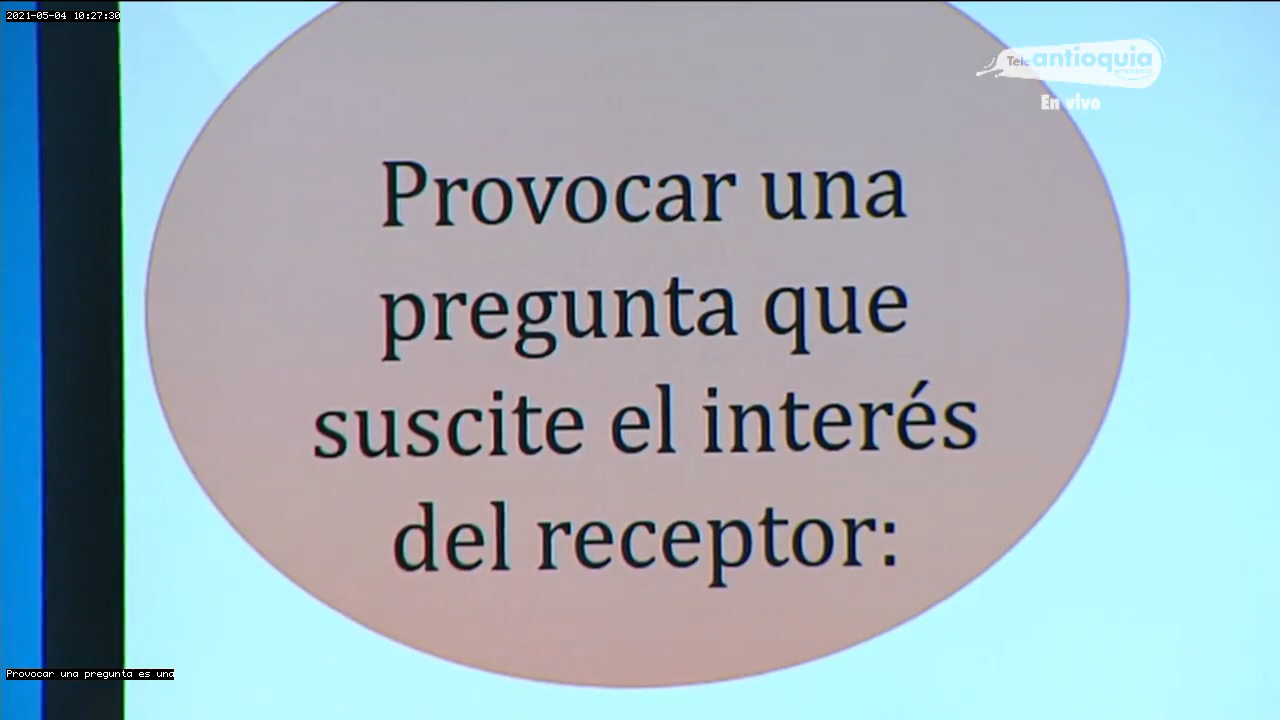 2021-05-04 10:27:30
Teleantioquia
En vivo
Provocar una
pregunta que
suscite el interés
del receptor:
Provocar una pregunta es una